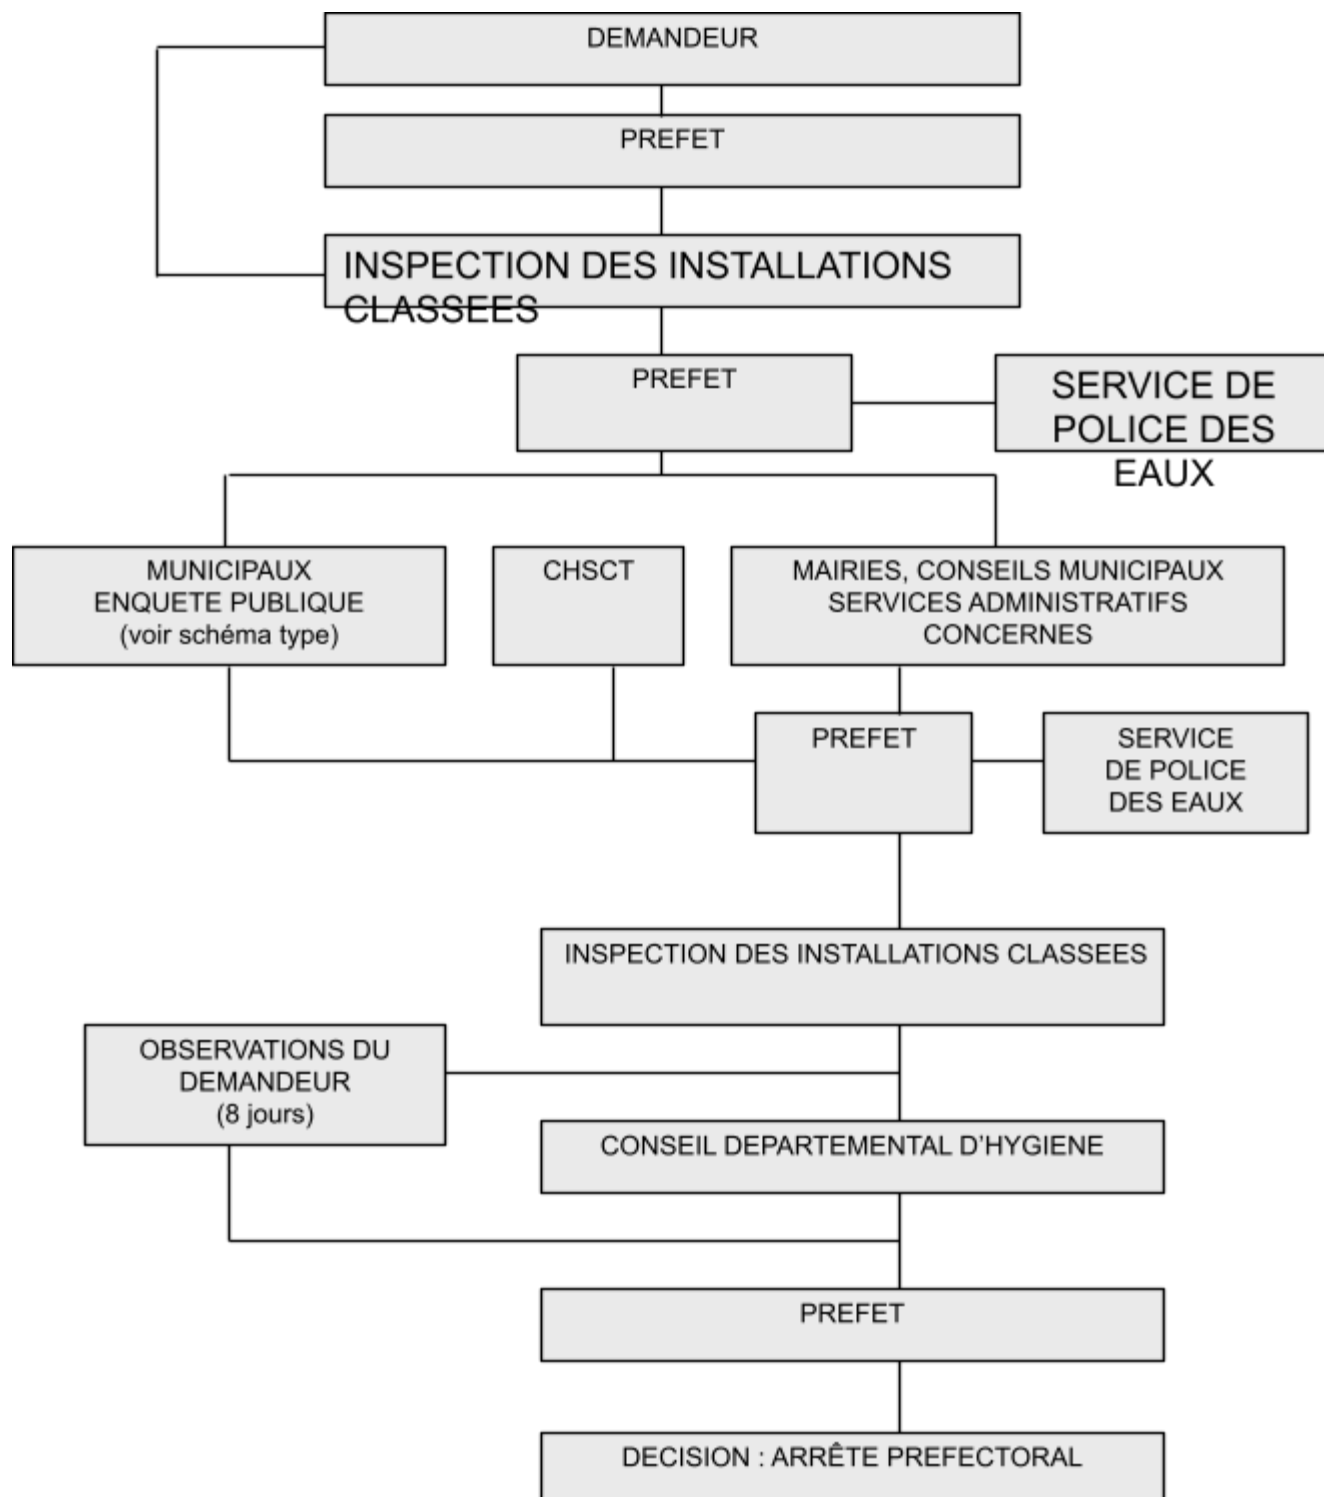 DEMANDEUR
PREFET
INSPECTION DES INSTALLATIONS
CLASSEES
PREFET
SERVICE DE
POLICE DES
EAUX
MUNICIPAUX
ENQUETE PUBLIQUE
(voir schéma type)
CHSCT
MAIRIES, CONSEILS MUNICIPAUX
SERVICES ADMINISTRATIFS
CONCERNES
PREFET
SERVICE
DE POLICE
DES EAUX
INSPECTION DES INSTALLATIONS CLASSEES
OBSERVATIONS DU
DEMANDEUR
(8 jours)
CONSEIL DEPARTEMENTAL D'HYGIENE
PREFET
DECISION : ARRÊTE PREFECTORAL